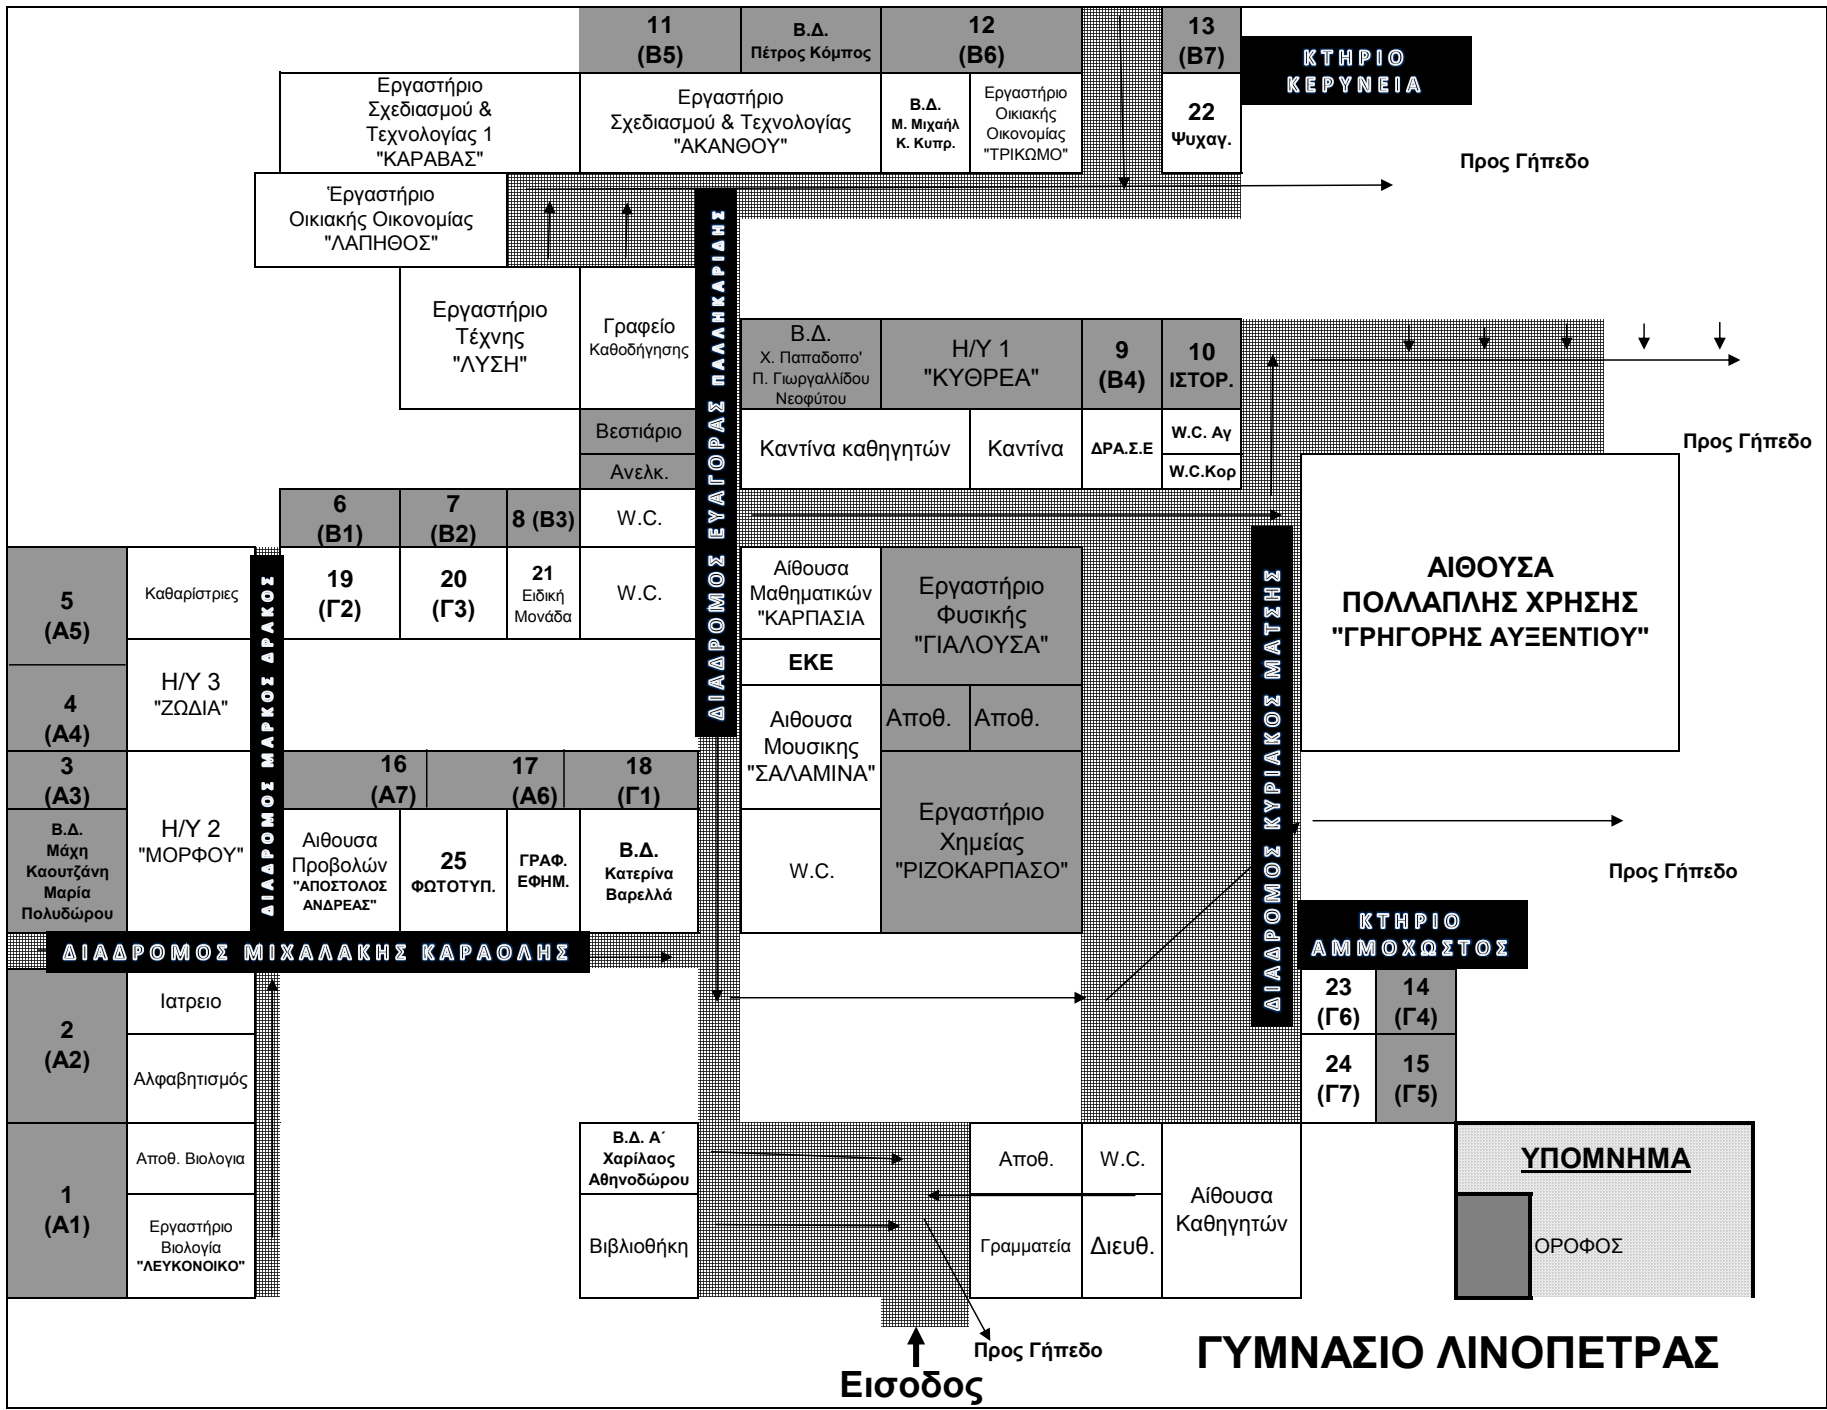 11
(Β5)
Β.Δ.
Πέτρος Κόμπος
12
(Β6)
13
(Β7)
ΚΤΗΡΙΟ
ΚΕΡΥΝΕΙΑ
Εργαστήριο
Σχεδιασμού &
Τεχνολογίας 1
"ΚΑΡΑΒΑΣ"
Εργαστήριο
Σχεδιασμού & Τεχνολογίας
"ΑΚΑΝΘΟΥ"
Β.Δ.
Μ. Μιχαήλ
Κ. Κυπρ.
Εργαστήριο
Οικιακής
Οικονομίας
"ΤΡΙΚΩΜΟ"
22
Ψυχαγ.
Προς Γήπεδο
Έργαστήριο
Οικιακής Οικονομίας
"ΛΑΠΗΘΟΣ"
ΔΙΑΔΡΟΜΟΣ ΕΥΑΓΟΡΑΣ ΠΑΛΛΗΚΑΡΙΔΗΣ
Εργαστήριο
Τέχνης
"ΛΥΣΗ"
Γραφείο
Καθοδήγησης
Β.Δ.
Χ. Παπαδοπο'
Π. Γιωργαλλίδου
Νεοφύτου
Η/Υ 1
"ΚΥΘΡΕΑ"
9
(Β4)
10
ΙΣΤΟΡ.
Προς Γήπεδο
Βεστιάριο
Ανελκ.
Καντίνα καθηγητών
Καντίνα
ΔΡΑ.Σ.Ε
W.C. Αγ
W.C.Κορ
6
(Β1)
7
(Β2)
8 (Β3)
W.C.
5
(Α5)
Καθαρίστριες
ΔΙΑΔΡΟΜΟΣ ΜΑΡΚΟΣ ΔΡΑΚΟΣ
19
(Γ2)
20
(Γ3)
21
Ειδική
Μονάδα
W.C.
Αίθουσα
Μαθηματικών
"ΚΑΡΠΑΣΙΑ
Εργαστήριο
Φυσικής
"ΓΙΑΛΟΥΣΑ"
ΔΙΑΔΡΟΜΟΣ ΚΥΡΙΑΚΟΣ ΜΑΤΣΗΣ
ΑΙΘΟΥΣΑ
ΠΟΛΛΑΠΛΗΣ ΧΡΗΣΗΣ
"ΓΡΗΓΟΡΗΣ ΑΥΞΕΝΤΙΟΥ"
ΕΚΕ
4
(Α4)
Η/Υ 3
"ΖΩΔΙΑ"
Αιθουσα
Μουσικης
"ΣΑΛΑΜΙΝΑ"
Αποθ.
Αποθ.
3
(Α3)
Η/Υ 2
"ΜΟΡΦΟΥ"
16
(Α7)
17
(Α6)
18
(Γ1)
Εργαστήριο
Χημείας
"ΡΙΖΟΚΑΡΠΑΣΟ"
Β.Δ.
Μάχη
Καουτζάνη
Μαρία
Πολυδώρου
Αιθουσα
Προβολών
"ΑΠΟΣΤΟΛΟΣ
ΑΝΔΡΕΑΣ"
25
ΦΩΤΟΤΥΠ.
ΓΡΑΦ.
ΕΦΗΜ.
Β.Δ.
Κατερίνα
Βαρελλά
W.C.
Προς Γήπεδο
ΔΙΑΔΡΟΜΟΣ ΜΙΧΑΛΑΚΗΣ ΚΑΡΑΟΛΗΣ
ΚΤΗΡΙΟ
ΑΜΜΟΧΩΣΤΟΣ
2
(Α2)
Ιατρειο
Αλφαβητισμός
23
(Γ6)
14
(Γ4)
24
(Γ7)
15
(Γ5)
1
(Α1)
Αποθ. Βιολογια
Εργαστήριο
Βιολογία
"ΛΕΥΚΟΝΟΙΚΟ"
Β.Δ. Α΄
Χαρίλαος
Αθηνοδώρου
Βιβλιοθήκη
Αποθ.
W.C.
Γραμματεία
Διευθ.
Αίθουσα
Καθηγητών
ΥΠΟΜΝΗΜΑ
ΟΡΟΦΟΣ
Προς Γήπεδο
Εισοδος
ΓΥΜΝΑΣΙΟ ΛΙΝΟΠΕΤΡΑΣ